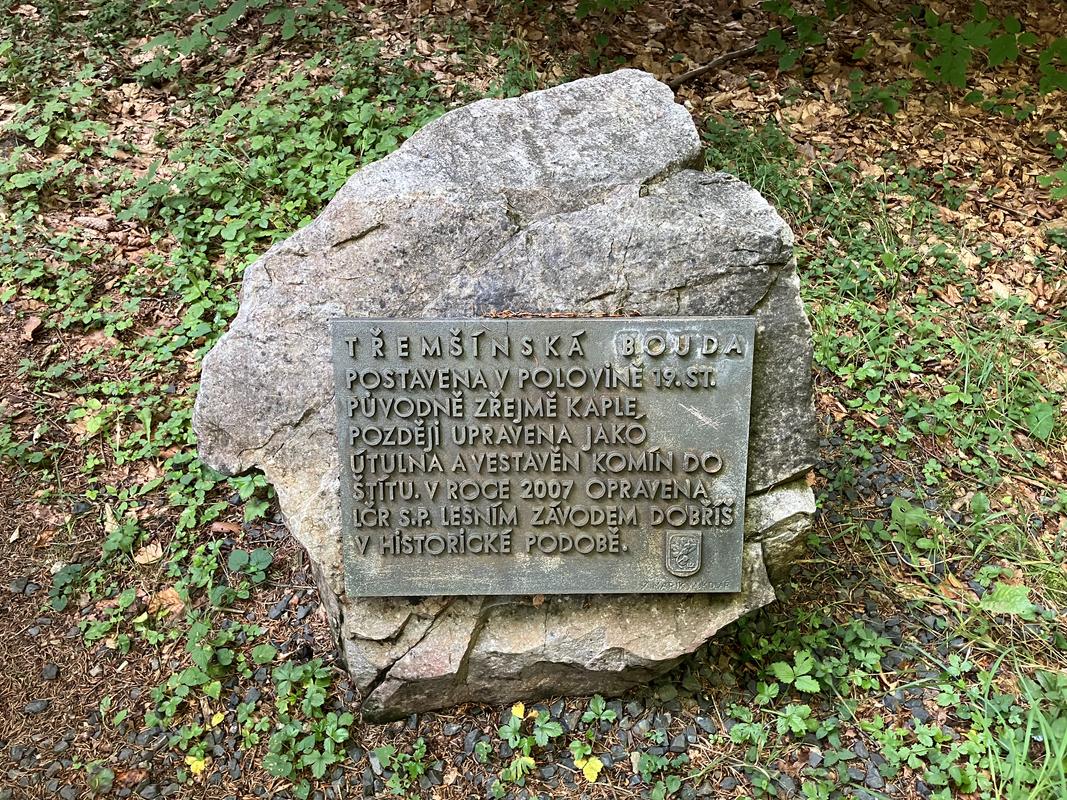 TŘEMŠÍNSKÁ BOUDA
POSTAVENA V POLOVINĚ 19. ST.
PŮVODNĚ ZŘEJMĚ KAPLE,
POZDĚJI UPRAVENA JAKO
ÚTULNA A VESTAVĚN KOMÍN DO
ŠTÍTU. V ROCE 2007 OPRAVENA
LČR S.P. LESNÍM ZÁVODEM DOBŘÍŠ
V HISTORICKÉ PODOBĚ.